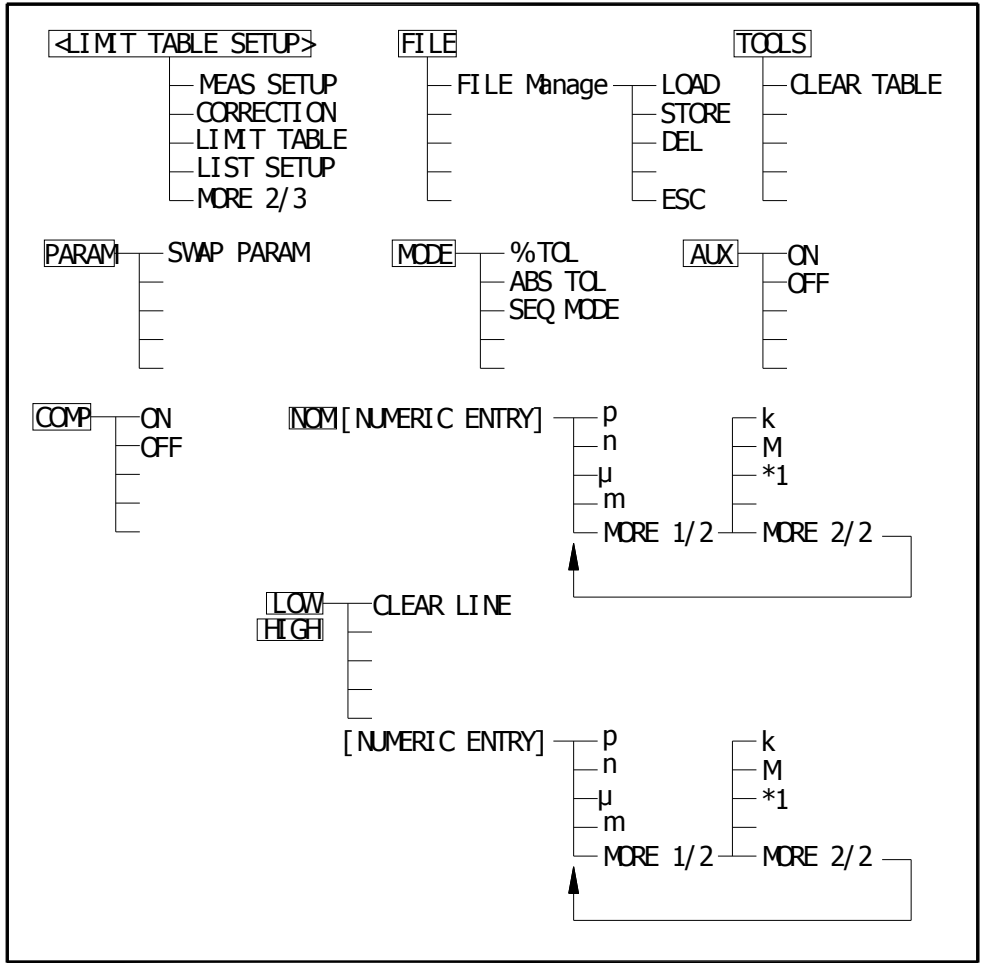 <LIMIT TABLE SETUP>
MEAS SETUP
CORRECTION
LIMIT TABLE
LIST SETUP
MORE 2/3
FILE
FILE Manage
LOAD
STORE
DEL
ESC
TOOLS
CLEAR TABLE
PARAM
SWAP PARAM
MODE
%TOL
ABS TOL
SEQ MODE
AUX
ON
OFF
COMP
ON
OFF
NOM [NUMERIC ENTRY]
p
n
µ
m
MORE 1/2
k
M
*1
MORE 2/2
LOW
HIGH
CLEAR LINE
[NUMERIC ENTRY]
p
n
µ
m
MORE 1/2
k
M
*1
MORE 2/2